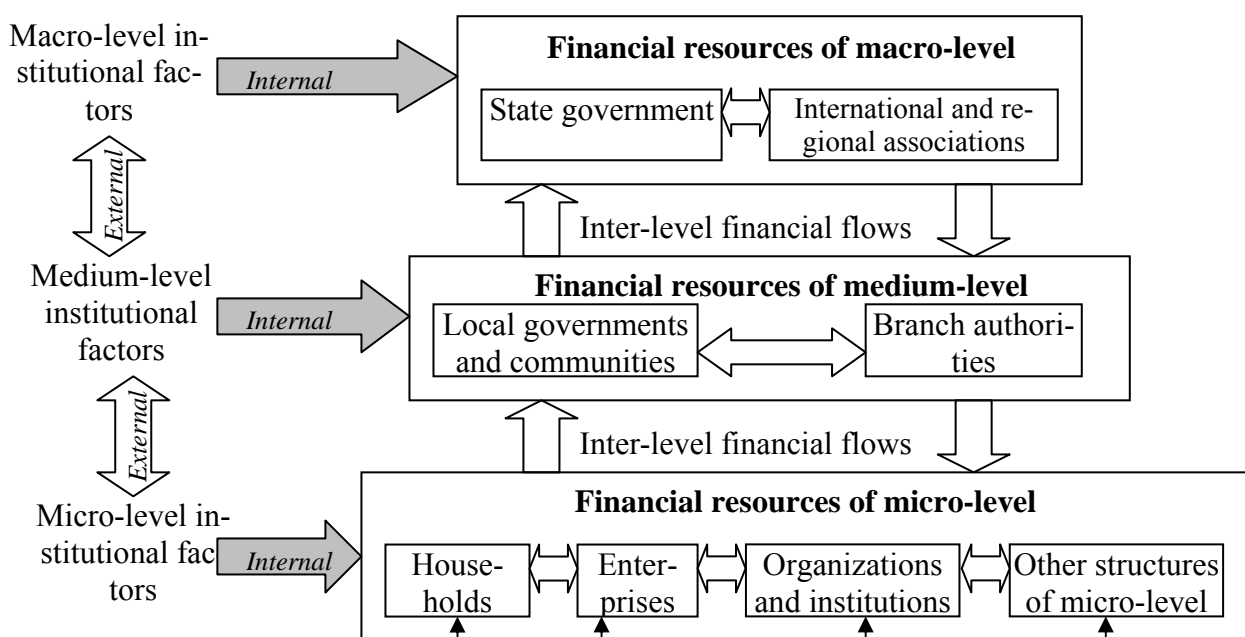 Macro-level in-
stitutional fac-
tors
Internal
Financial resources of macro-level
State government
International and re-
gional associations
External
Inter-level financial flows
Medium-level
institutional
factors
Internal
Financial resources of medium-level
Local governments
and communities
Branch authori-
ties
External
Inter-level financial flows
Micro-level in-
stitutional fac
tors
Internal
Financial resources of micro-level
House-
holds
Enter-
prises
Organizations
and institutions
Other structures
of micro-level